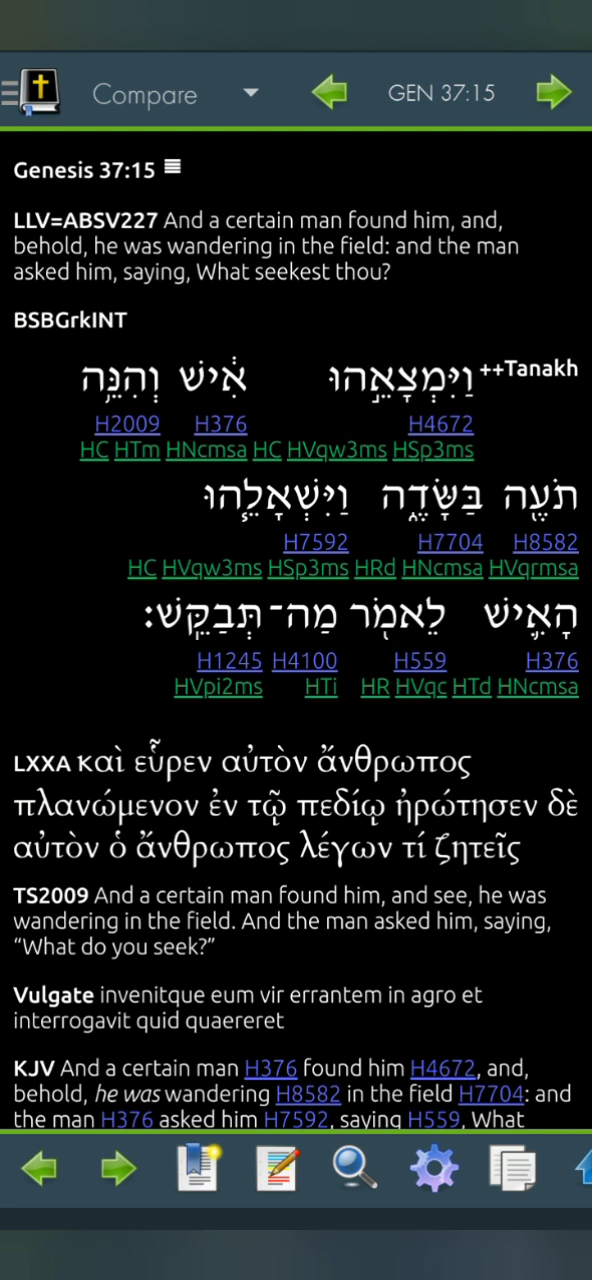 Compare
GEN 37:15
Genesis 37:15
LLV=ABSV227 And a certain man found him, and,
behold, he was wandering in the field: and the man
asked him, saying, What seekest thou?
BSBGrkINT
++Tanakh וַיִּמְצָאֵ֣הוּ אִ֔ישׁ וְהִנֵּ֥ה
H2009 H376 H4672
HC HTm HNcmsa HC HVqw3ms HSp3ms
תֹעֶ֖ה בַּשָּׂדֶ֑ה וַיִּשְׁאָלֵ֧הוּ
H7592 H7704 H8582
HC HVqw3ms HSp3ms HRd HNcmsa HVqrmsa
הָאִ֛ישׁ לֵאמֹ֖ר מַה־ תְּבַקֵּֽשׁ׃
H1245 H4100 H559 H376
HVpi2ms HTi HR HVqc HTd HNcmsa
LXXA καὶ εὗρεν αὐτὸν ἄνθρωπος
πλανώμενον ἐν τῷ πεδίῳ ἠρώτησεν δὲ
αὐτὸν ὁ ἄνθρωπος λέγων τί ζητεῖς
TS2009 And a certain man found him, and see, he was
wandering in the field. And the man asked him, saying,
“What do you seek?”
Vulgate invenitque eum vir errantem in agro et
interrogavit quid quaereret
KJV And a certain man H376 found him H4672, and,
behold, he was wandering H8582 in the field H7704: and
the man H376 asked him H7592, saying H559, What